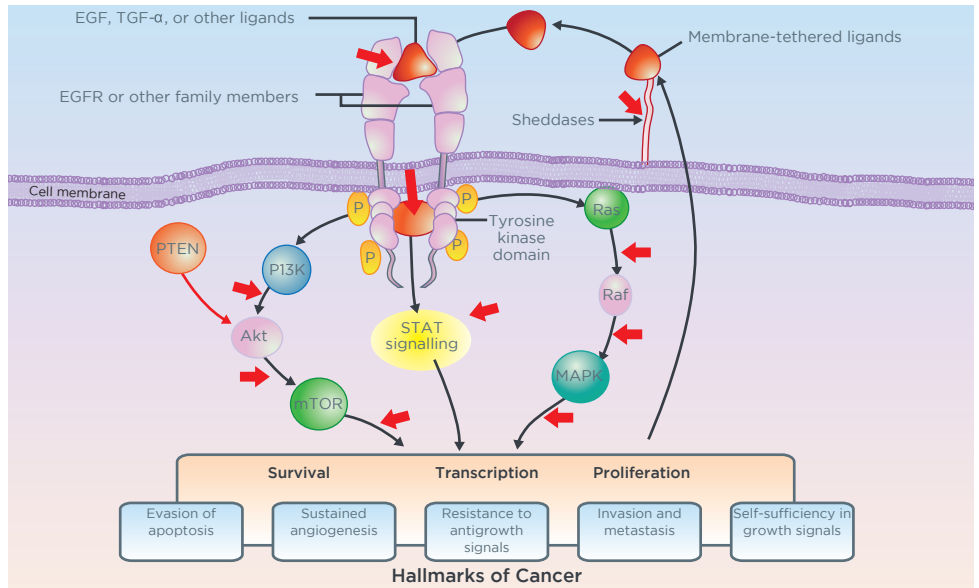 EGF, TGF-α, or other ligands
Membrane-tethered ligands
EGFR or other family members
Sheddases
Cell membrane
P
P
P
P
Ras
Tyrosine
kinase
domain
PTEN
P13K
Raf
Akt
STAT
signalling
MAPK
mTOR
Survival
Transcription
Proliferation
Evasion of
apoptosis
Sustained
angiogenesis
Resistance to
antigrowth
signals
Invasion and
metastasis
Self-sufficiency in
growth signals
Hallmarks of Cancer